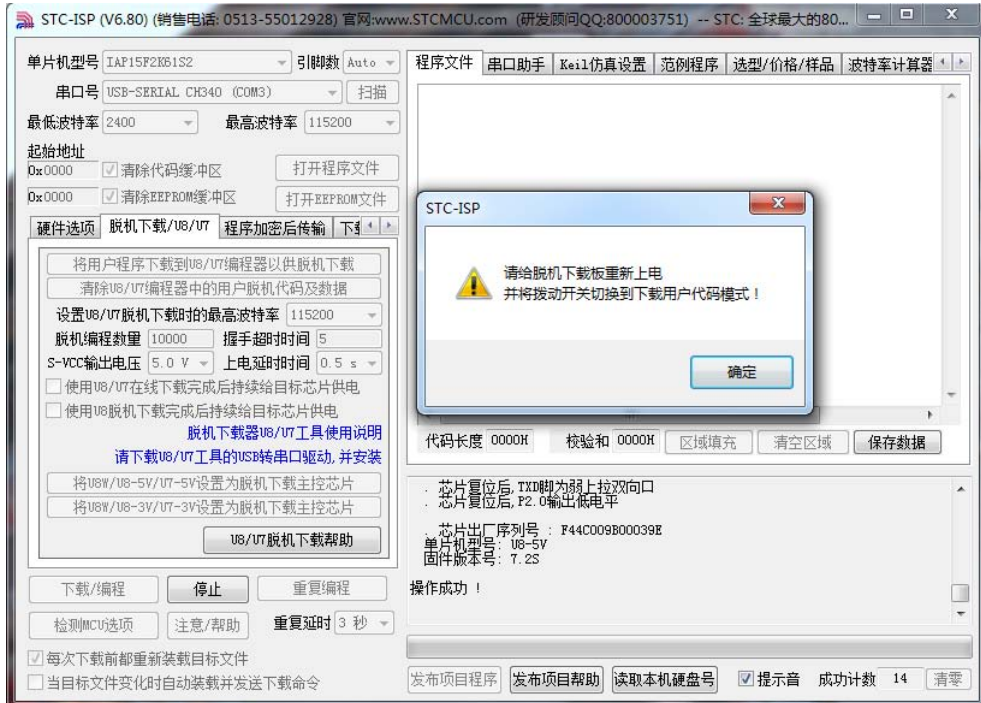 STC-ISP (V6.80) (销售电话: 0513-55012928) 官网:www.STCMCU.com (研发顾问QQ:800003751) -- STC: 全球最大的80...
单片机型号 IAP15F2K61S2 引脚数 Auto
串口号 USB-SERIAL CH340 (COM3) 扫描
最低波特率 2400 最高波特率 115200
起始地址
0x0000 清除代码缓冲区 打开程序文件
0x0000 清除EEPROM缓冲区 打开EEPROM文件
硬件选项 脱机下载/U8/U7 程序加密后传输
将用户程序下载到U8/U7编程器以供脱机下载
清除U8/U7编程器中的用户脱机代码及数据
设置U8/U7脱机下载时的最高波特率 115200
脱机编程数量 10000 握手超时时间 5
S-VCC输出电压 5.0 V 上电延时时间 0.5 s
使用U8/U7在线下载完成后持续给目标芯片供电
使用U8脱机下载完成后持续给目标芯片供电
脱机下载器U8/U7工具使用说明
请下载U8/U7工具的USB转串口驱动,并安装
将U8W/U8-5V/U7-5V设置为脱机下载主控芯片
将U8W/U8-3V/U7-3V设置为脱机下载主控芯片
U8/U7脱机下载帮助
下载/编程 停止 重复编程
检测MCU选项 注意/帮助 重复延时 3 秒
每次下载前都重新装载目标文件
当目标文件变化时自动装载并发送下载命令
程序文件 串口助手 Keil仿真设置 范例程序 选型/价格/样品 波特率计算器
STC-ISP
请给脱机下载板重新上电
并将拨动开关切换到下载用户代码模式!
确定
代码长度 0000H 校验和 0000H 区域填充 清空区域 保存数据
. 芯片复位后,TXD脚为弱上拉双向口
. 芯片复位后,P2.0输出低电平
. 芯片出厂序列号 : F44C009B00039E
单片机型号: U8-5V
固件版本号: 7.2S
操作成功 !
发布项目程序 发布项目帮助 读取本机硬盘号 提示音 成功计数 14 清零